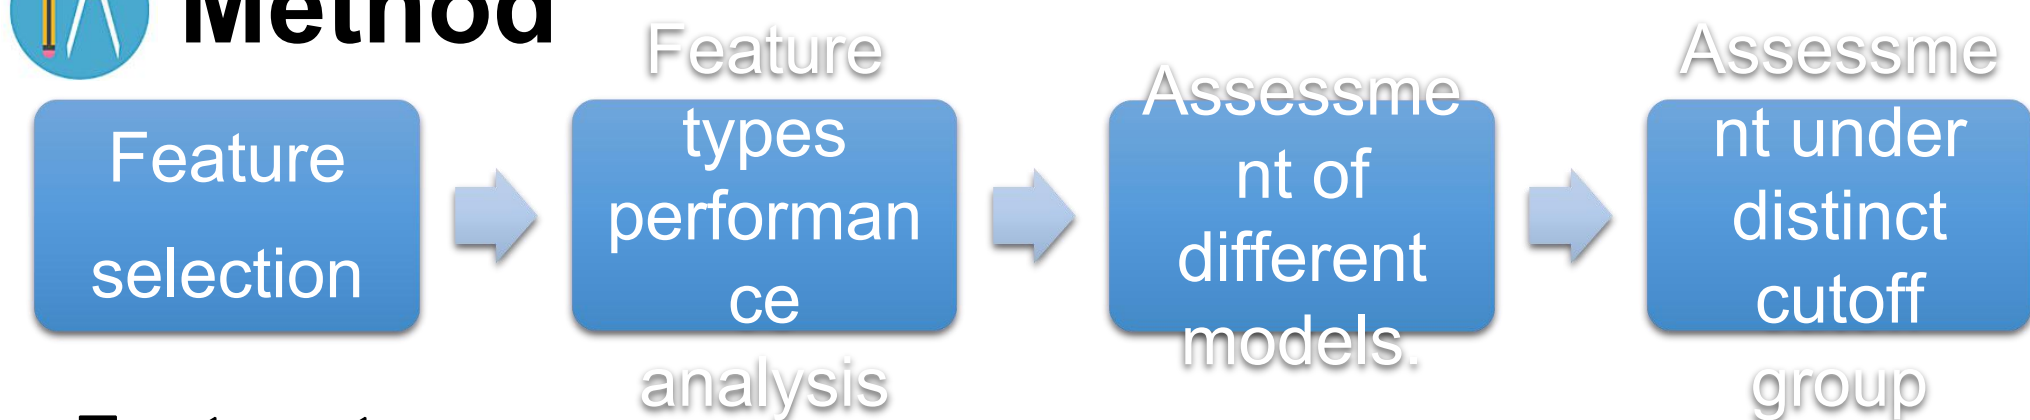 Method
Feature
selection
Feature
types
performan
ce
analysis
Assessme
nt of
different
models.
Assessme
nt under
distinct
cutoff
group